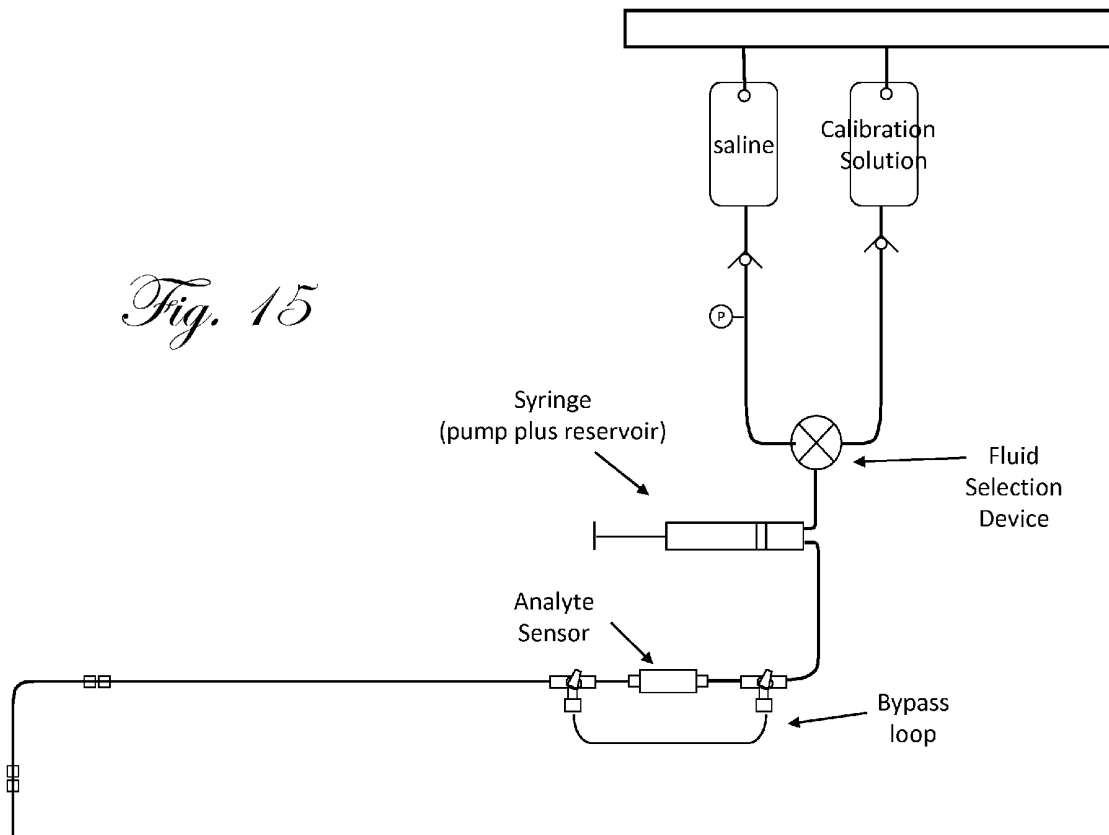 saline
Calibration
Solution
Fig. 15
P
Syringe
(pump plus reservoir)
Fluid
Selection
Device
Analyte
Sensor
Bypass
loop